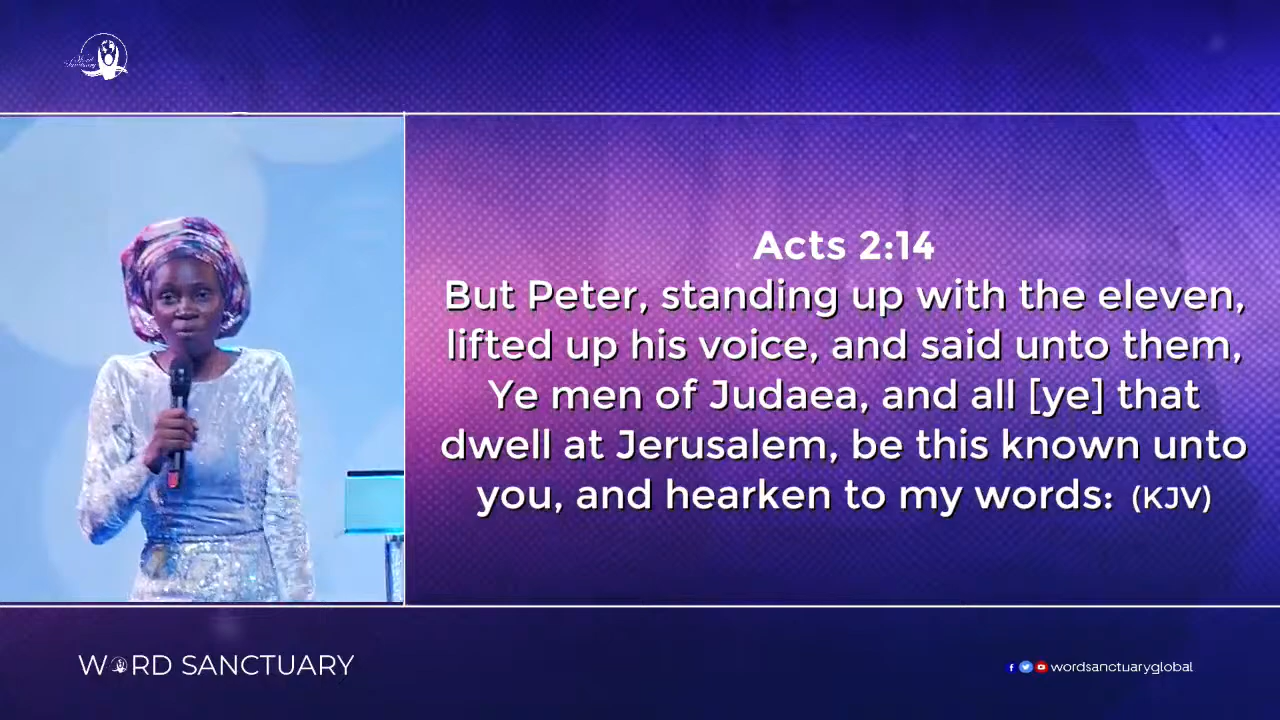 Acts 2:14
But Peter, standing up with the eleven,
lifted up his voice, and said unto them,
Ye men of Judaea, and all [ye] that
dwell at Jerusalem, be this known unto
you, and hearken to my words: (KJV)
WORD SANCTUARY
wordsanctuaryglobal